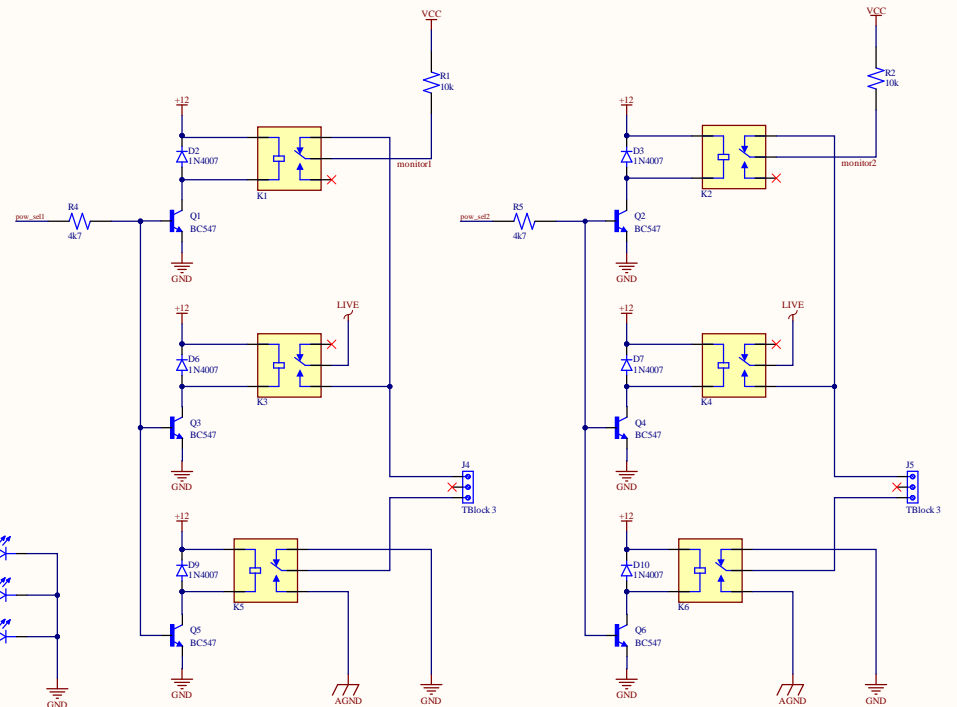 VCC
R1
10k
+12
D2
1N4007
K1
monitor1
pow_sel1
R4
4k7
Q1
BC547
GND
+12
D6
1N4007
K3
LIVE
Q3
BC547
GND
J4
TBlock 3
+12
D9
1N4007
K5
Q5
BC547
GND
AGND
GND
GND
VCC
R2
10k
+12
D3
1N4007
K2
monitor2
pow_sel2
R5
4k7
Q2
BC547
GND
+12
D7
1N4007
K4
LIVE
Q4
BC547
GND
J5
TBlock 3
+12
D10
1N4007
K6
Q6
BC547
GND
AGND
GND